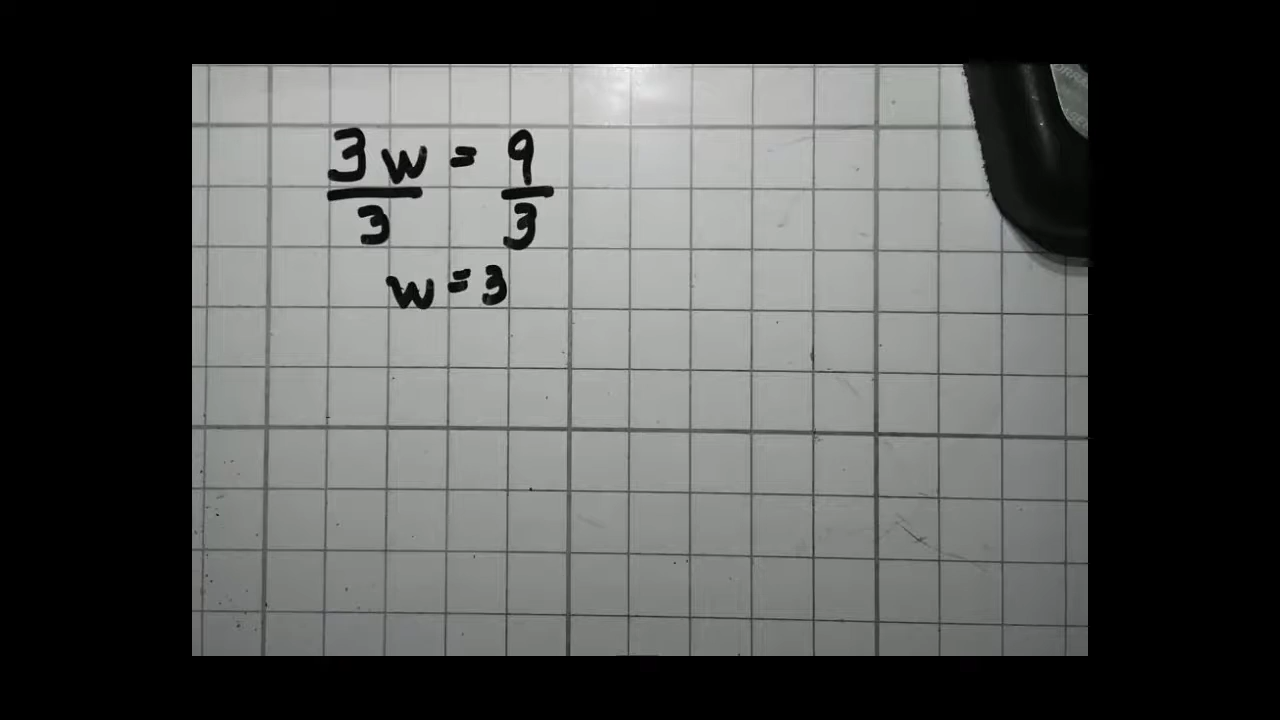 3w = 9
3 3
w = 3